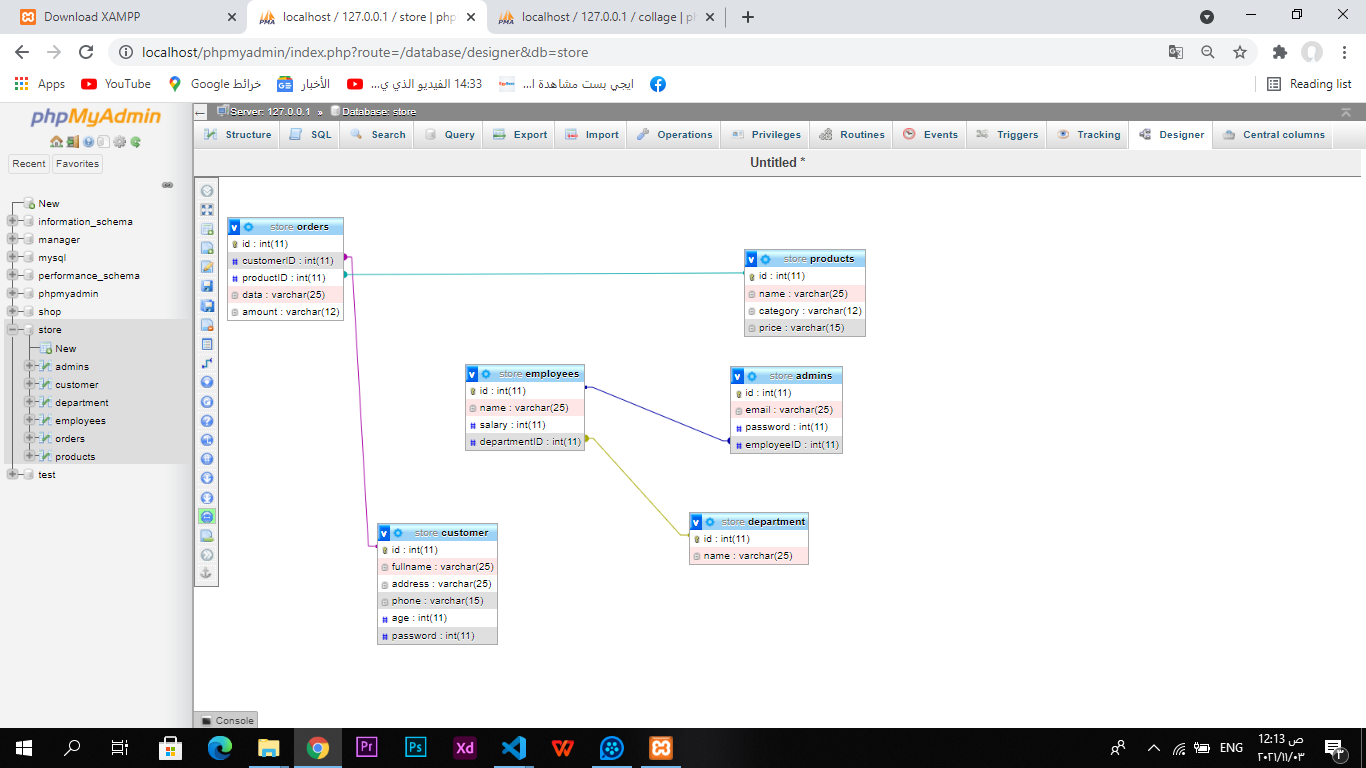 Download XAMPP
localhost / 127.0.0.1 / store | php
localhost / 127.0.0.1 / collage | p
localhost/phpmyadmin/index.php?route=/database/designer&db=store
Apps
YouTube
خرائط Google
الأخبار
14:33 الفيديو الذي ي...
ايجي بست مشاهدة ا...
Reading list
phpMyAdmin
Server: 127.0.0.1 » Database: store
Structure SQL Search Query Export Import Operations Privileges Routines Events Triggers Tracking Designer Central columns
Untitled *
Recent Favorites
New
information_schema
manager
mysql
performance_schema
phpmyadmin
shop
store
New
admins
customer
department
employees
orders
products
test
store orders
id : int(11)
customerID : int(11)
productID : int(11)
data : varchar(25)
amount : varchar(12)
store products
id : int(11)
name : varchar(25)
category : varchar(12)
price : varchar(15)
store employees
id : int(11)
name : varchar(25)
salary : int(11)
departmentID : int(11)
store admins
id : int(11)
email : varchar(25)
password : int(11)
employeeID : int(11)
store customer
id : int(11)
fullname : varchar(25)
address : varchar(25)
phone : varchar(15)
age : int(11)
password : int(11)
store department
id : int(11)
name : varchar(25)
Console
Pr
Ps
Xd
ENG
12:13 ص
٢٠٢١/١١/٠٣
٣